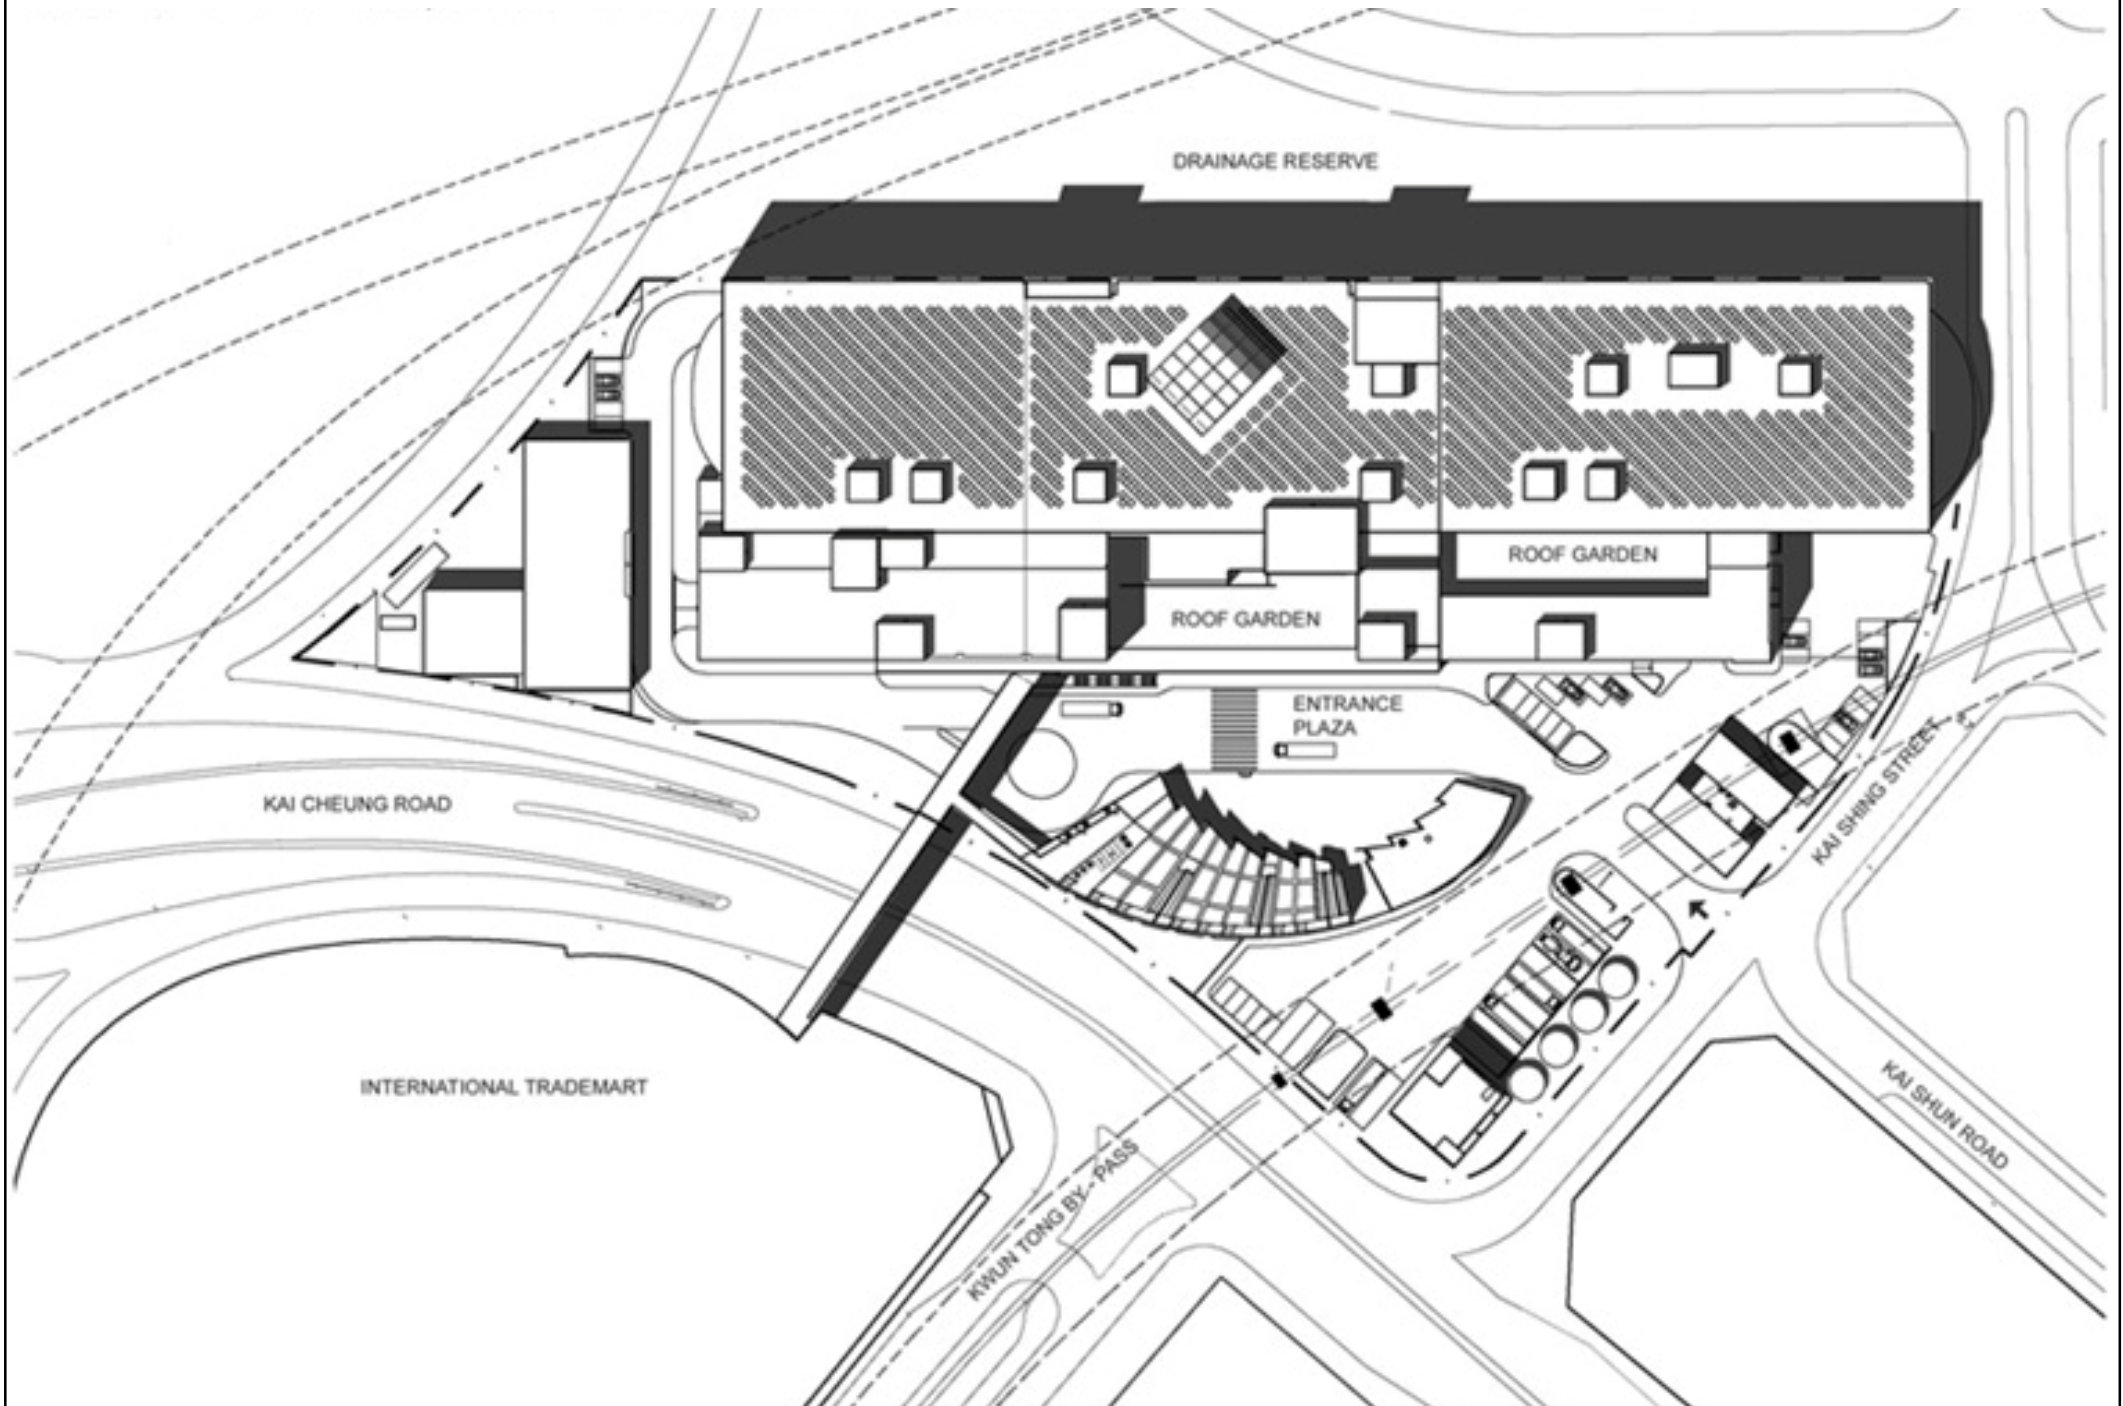 DRAINAGE RESERVE
ROOF GARDEN
ROOF GARDEN
ENTRANCE
PLAZA
KAI CHEUNG ROAD
KAI SHING STREET
INTERNATIONAL TRADEMART
KAI SHUN ROAD
KWUN TONG BY - PASS